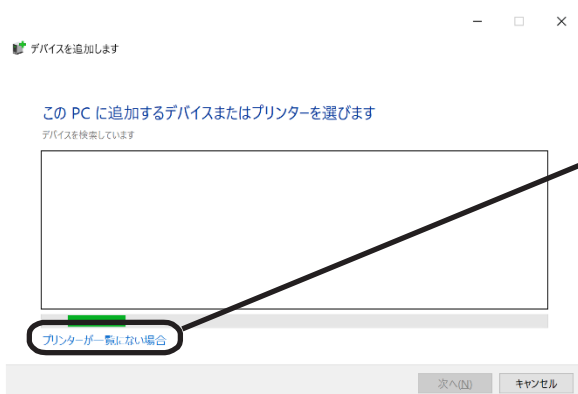 デバイスを追加します
この PC に追加するデバイスまたはプリンターを選びます
デバイスを検索しています
プリンターが一覧にない場合
次へ(N)
キャンセル